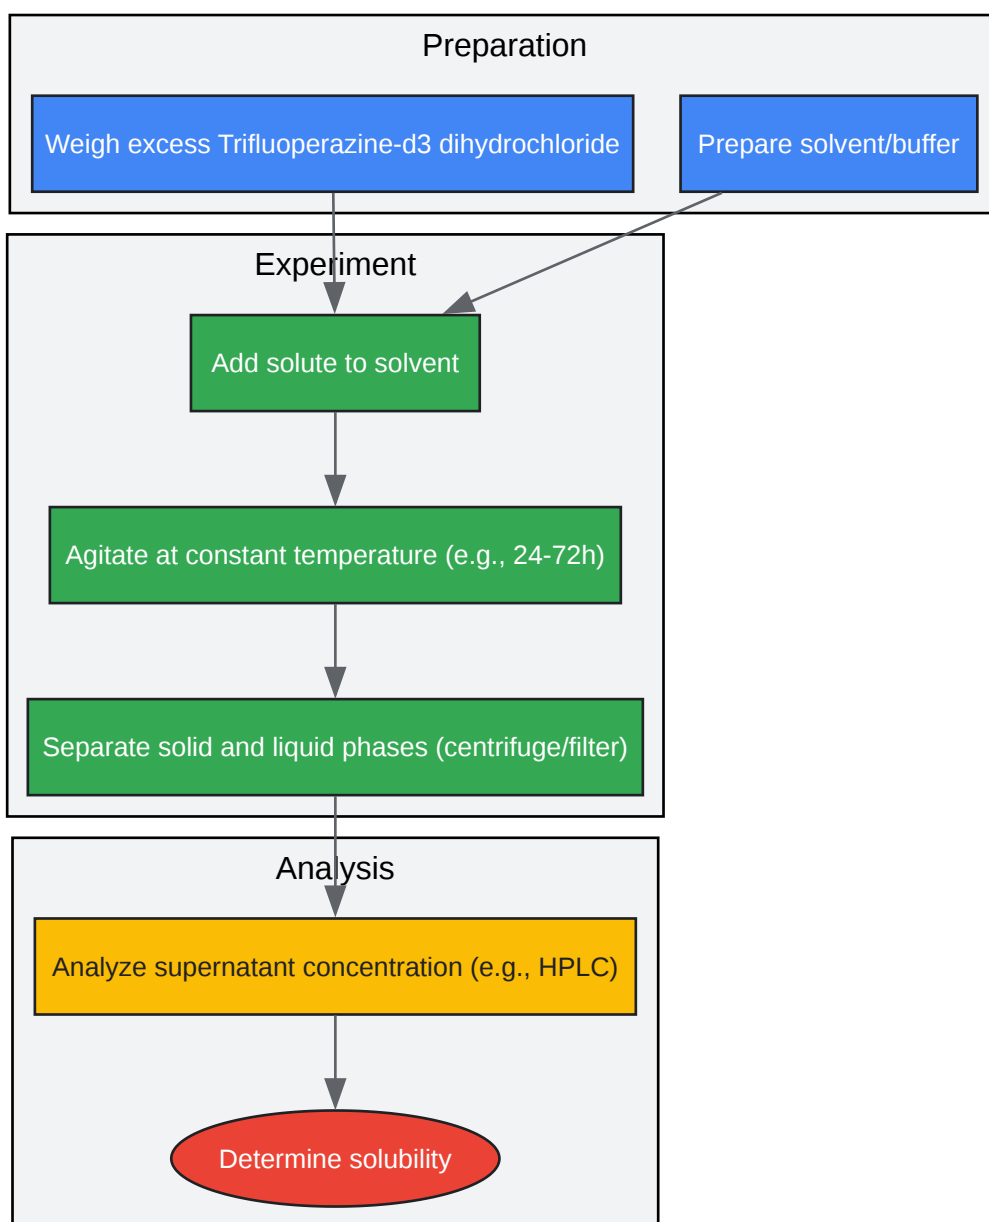 Preparation
Weigh excess Trifluoperazine-d3 dihydrochloride
Prepare solvent/buffer
Experiment
Add solute to solvent
Agitate at constant temperature (e.g., 24-72h)
Separate solid and liquid phases (centrifuge/filter)
Analysis
Analyze supernatant concentration (e.g., HPLC)
Determine solubility